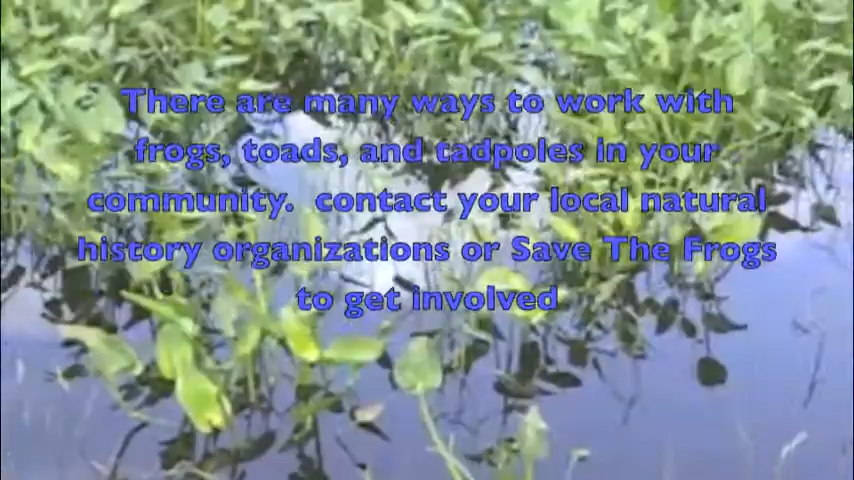 There are many ways to work with
frogs, toads, and tadpoles in your
community.  contact your local natural
history organizations or Save The Frogs
to get involved